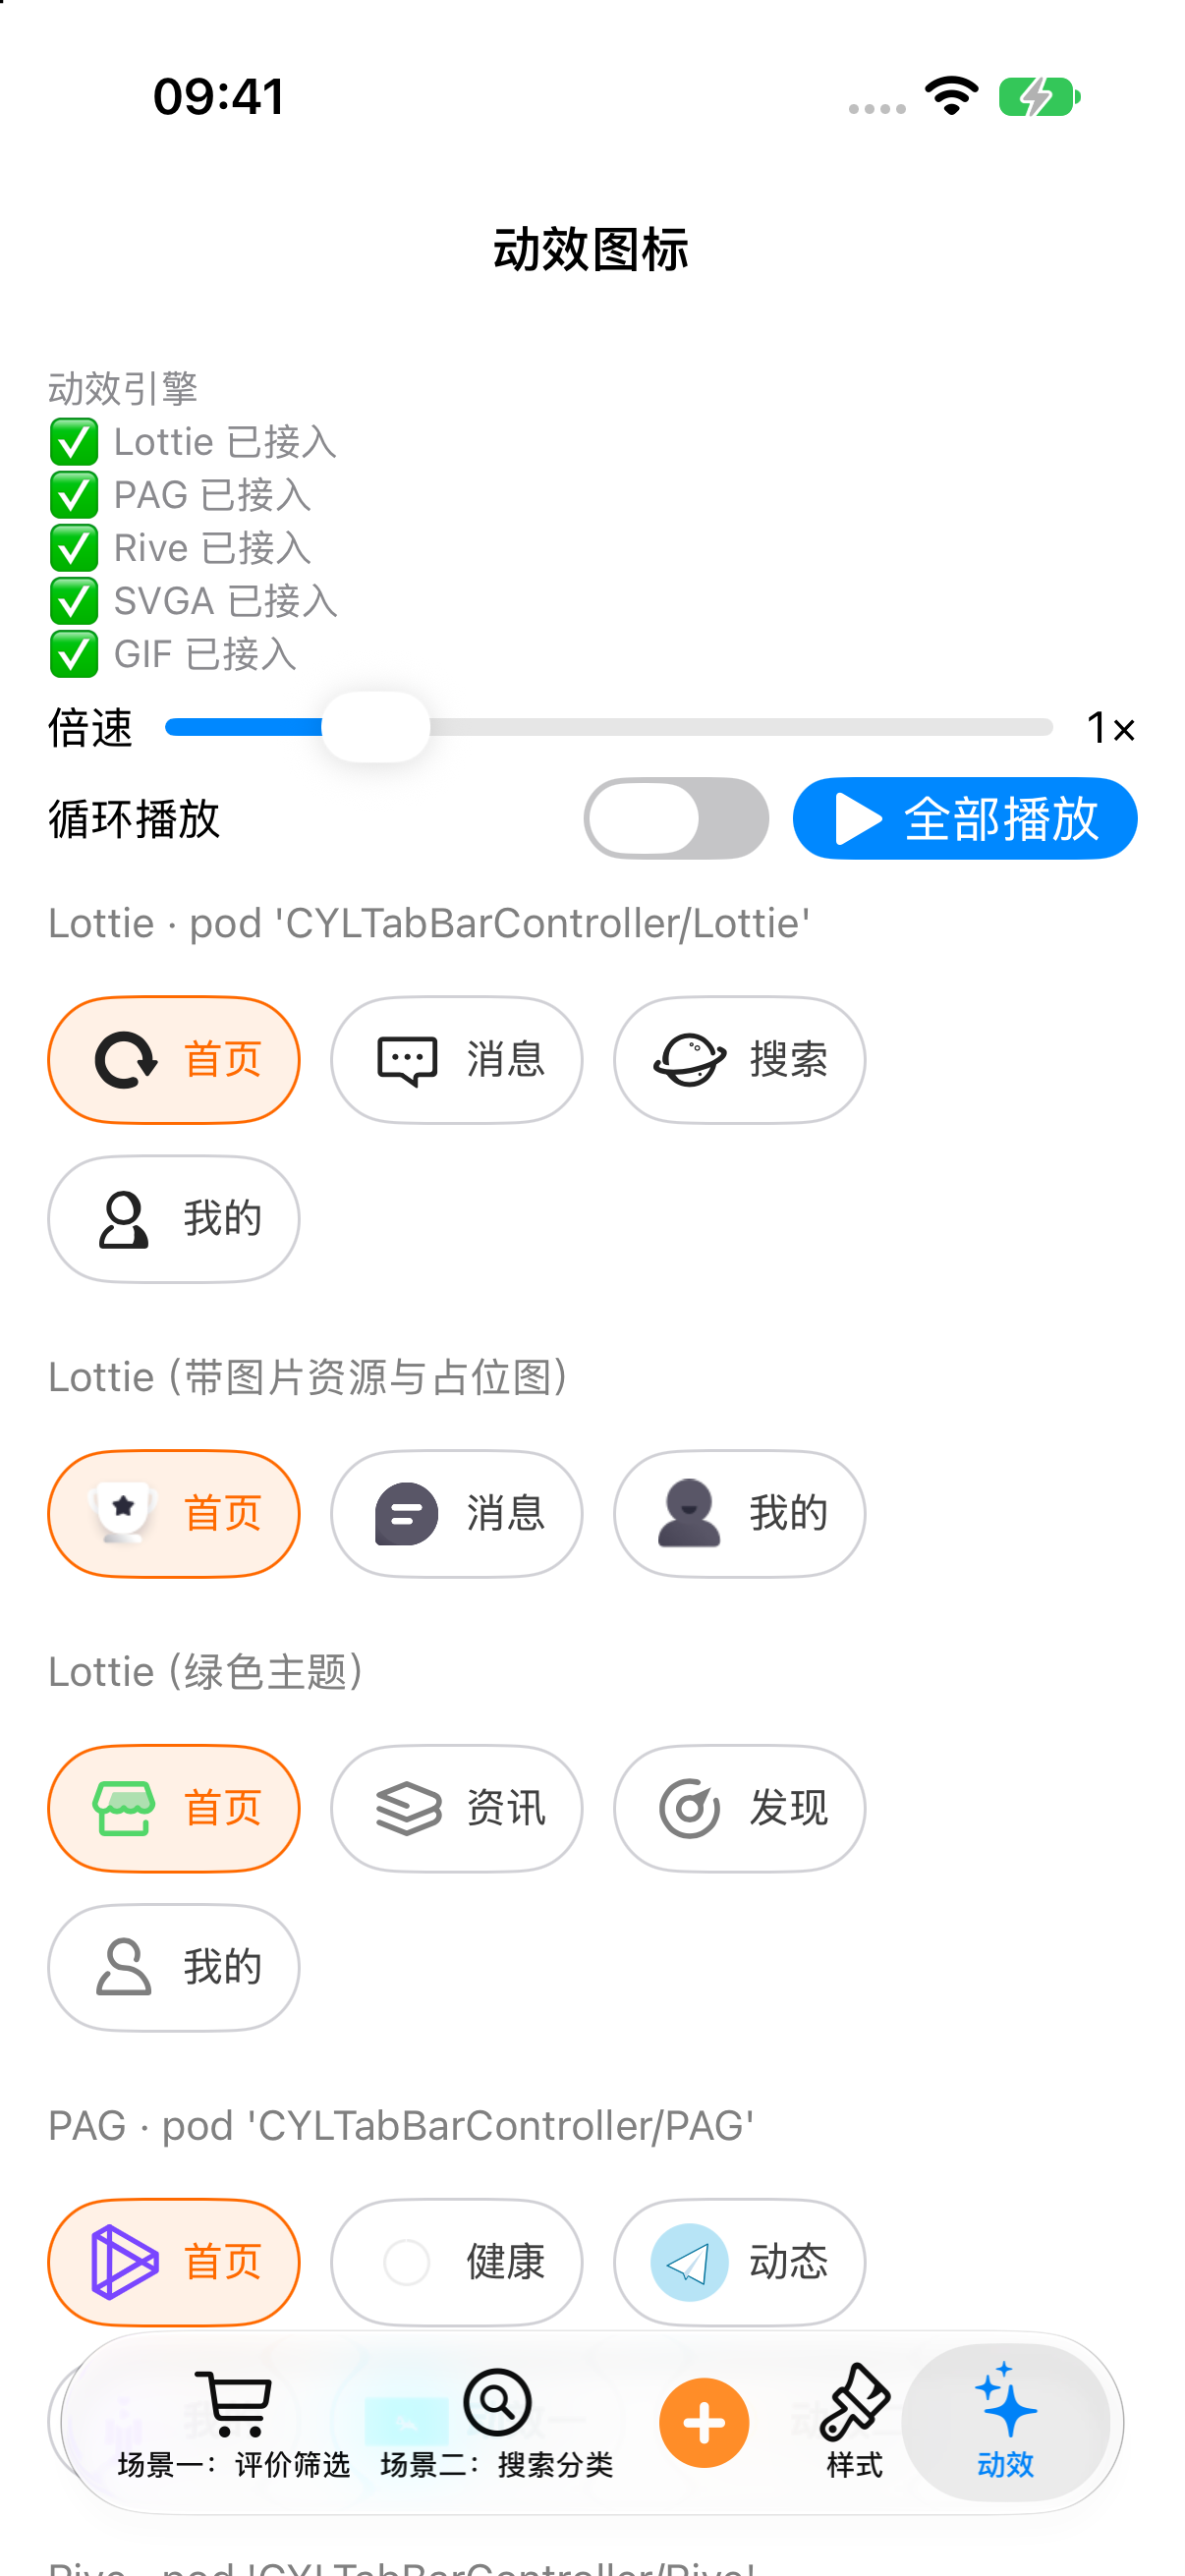 09:41
动效图标
动效引擎
✅ Lottie 已接入
✅ PAG 已接入
✅ Rive 已接入
✅ SVGA 已接入
✅ GIF 已接入
倍速 1×
循环播放 全部播放
Lottie · pod 'CYLTabBarController/Lottie'
首页 消息 搜索
我的
Lottie (带图片资源与占位图)
首页 消息 我的
Lottie (绿色主题)
首页 资讯 发现
我的
PAG · pod 'CYLTabBarController/PAG'
首页 健康 动态
场景一：评价筛选 场景二：搜索分类 样式 动效
Rive · pod 'CYLTabBarController/Rive'